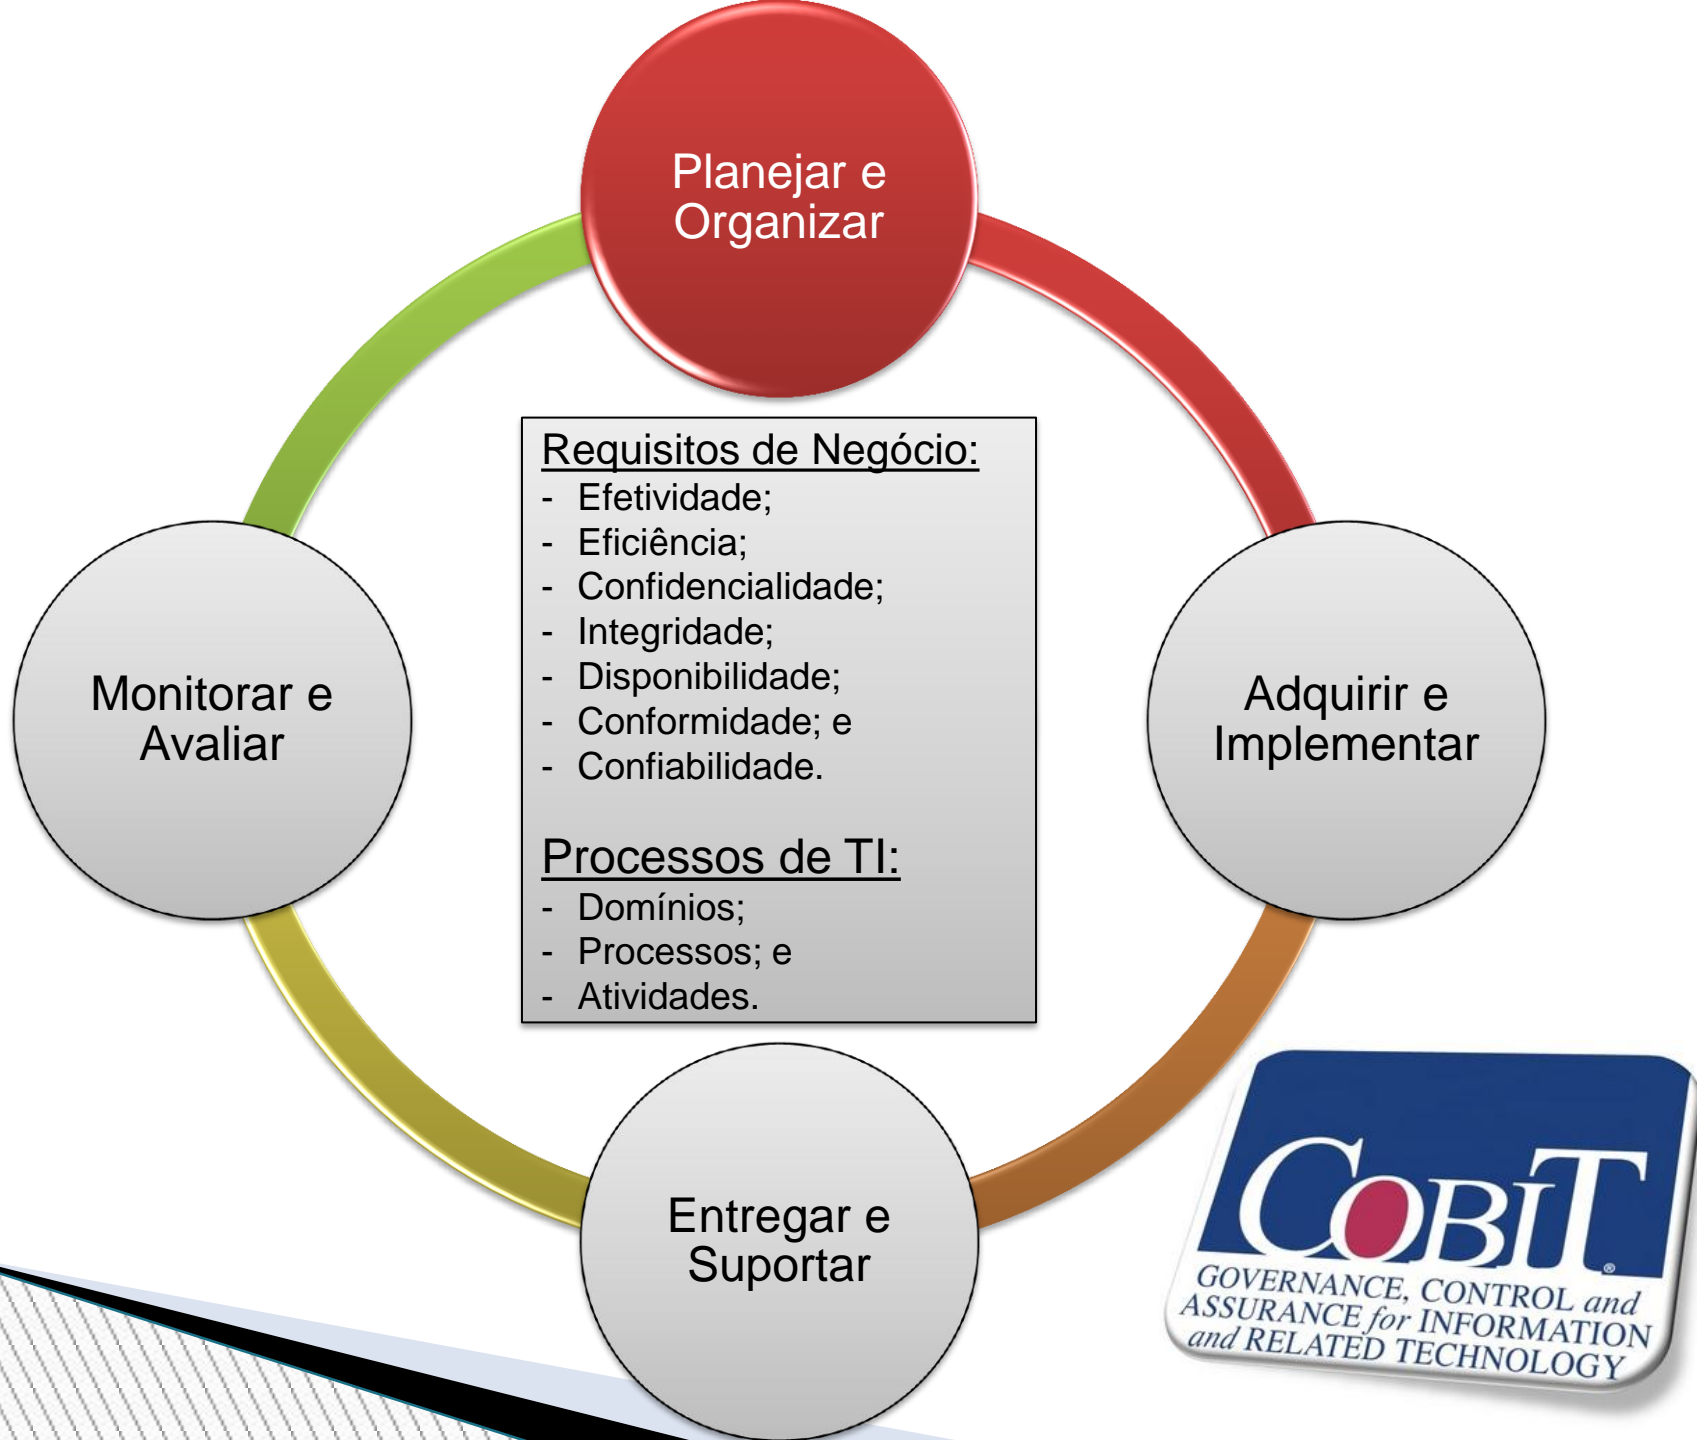 Planejar e
Organizar
Requisitos de Negócio:
- Efetividade;
- Eficiência;
- Confidencialidade;
- Integridade;
- Disponibilidade;
- Conformidade; e
- Confiabilidade.
Processos de TI:
- Domínios;
- Processos; e
- Atividades.
Monitorar e
Avaliar
Adquirir e
Implementar
Entregar e
Suportar
COBIT®
GOVERNANCE, CONTROL and
ASSURANCE for INFORMATION
and RELATED TECHNOLOGY